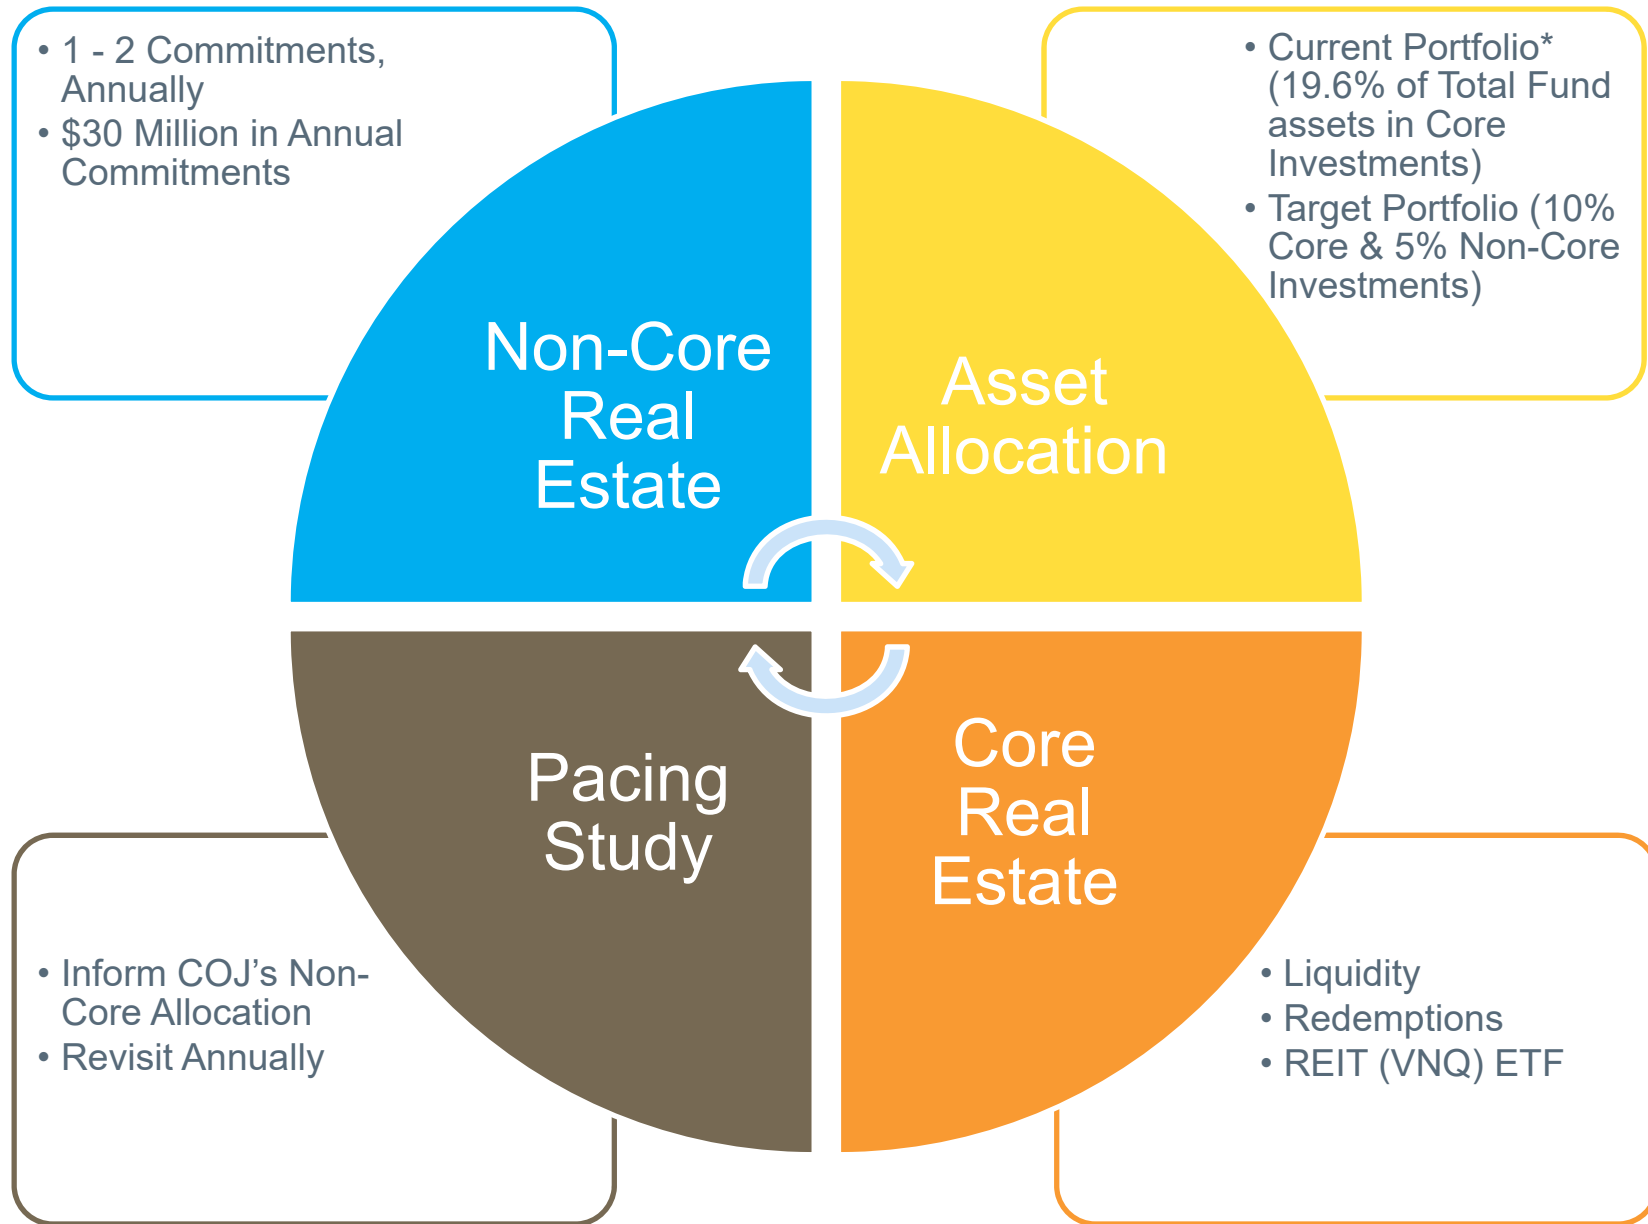 • 1 - 2 Commitments,
Annually
• $30 Million in Annual
Commitments
• Current Portfolio*
(19.6% of Total Fund
assets in Core
Investments)
• Target Portfolio (10%
Core & 5% Non-Core
Investments)
Non-Core
Real
Estate
Asset
Allocation
Pacing
Study
Core
Real
Estate
• Inform COJ’s Non-
Core Allocation
• Revisit Annually
• Liquidity
• Redemptions
• REIT (VNQ) ETF